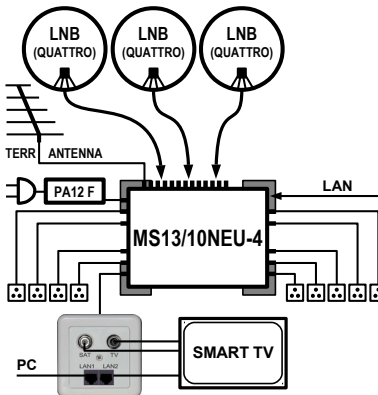 LNB
(QUATTRO)
LNB
(QUATTRO)
LNB
(QUATTRO)
TERR ANTENNA
PA12 F
LAN
MS13/10NEU-4
SAT TV
LAN1 LAN2
SMART TV
PC